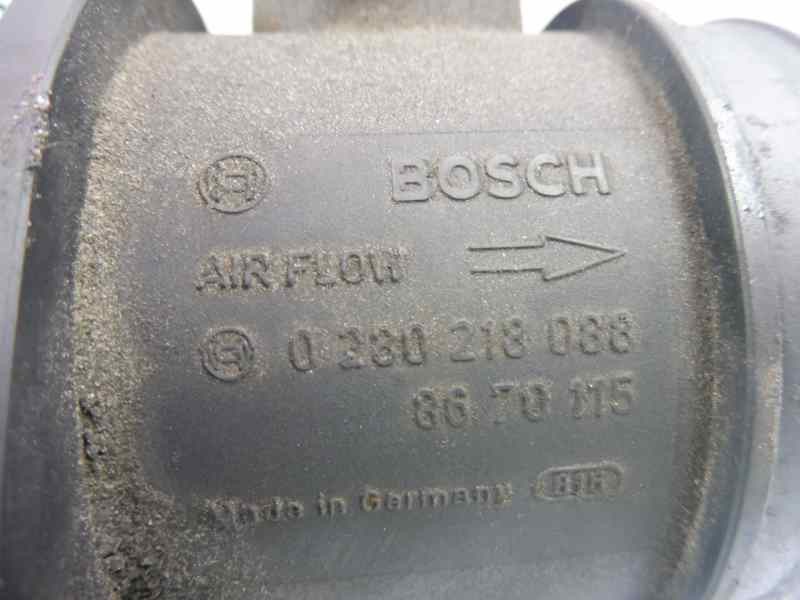 BOSCH
AIR FLOW
0 280 218 088
86 70 115
Made in Germany